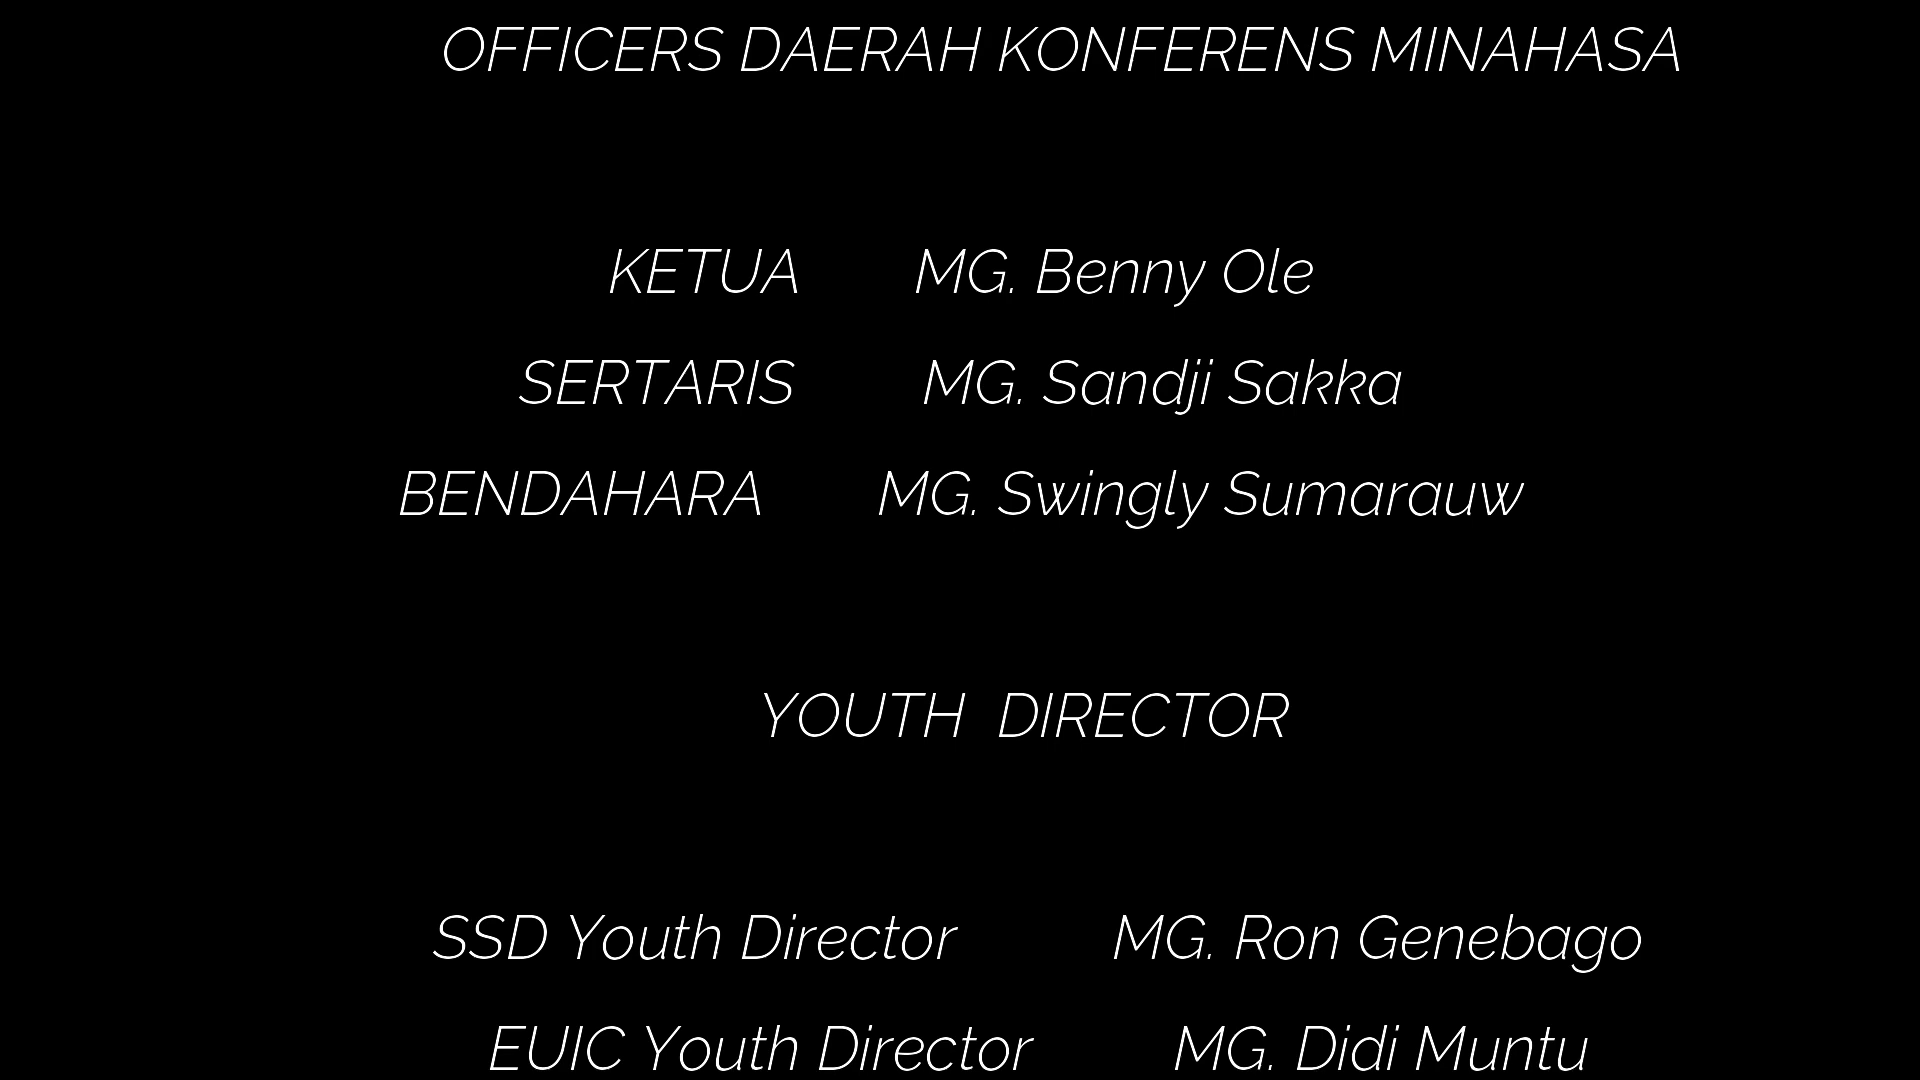 OFFICERS DAERAH KONFERENS MINAHASA
KETUA MG. Benny Ole
SERTARIS MG. Sandji Sakka
BENDAHARA MG. Swingly Sumarauw
YOUTH DIRECTOR
SSD Youth Director MG. Ron Genebago
EUIC Youth Director MG. Didi Muntu